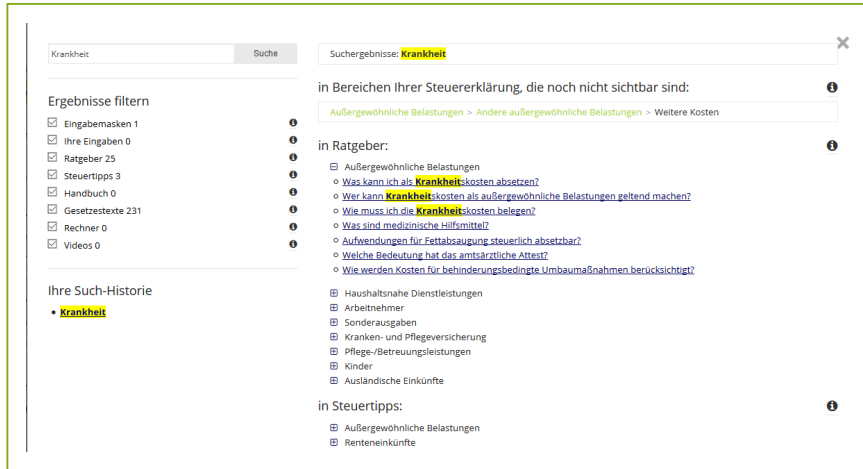 Krankheit
Suche
Ergebnisse filtern
Eingabemasken 1
Ihre Eingaben 0
Ratgeber 25
Steuertipps 3
Handbuch 0
Gesetzestexte 231
Rechner 0
Videos 0
Ihre Such-Historie
Krankheit
Suchergebnisse: Krankheit
in Bereichen Ihrer Steuererklärung, die noch nicht sichtbar sind:
Außergewöhnliche Belastungen > Andere außergewöhnliche Belastungen > Weitere Kosten
in Ratgeber:
Außergewöhnliche Belastungen
Was kann ich als Krankheitskosten absetzen?
Wer kann Krankheitskosten als außergewöhnliche Belastungen geltend machen?
Wie muss ich die Krankheitskosten belegen?
Was sind medizinische Hilfsmittel?
Aufwendungen für Fettabsaugung steuerlich absetzbar?
Welche Bedeutung hat das amtsärztliche Attest?
Wie werden Kosten für behinderungsbedingte Umbaumaßnahmen berücksichtigt?
Haushaltsnahe Dienstleistungen
Arbeitnehmer
Sonderausgaben
Kranken- und Pflegeversicherung
Pflege-/Betreuungsleistungen
Kinder
Ausländische Einkünfte
in Steuertipps:
Außergewöhnliche Belastungen
Renteneinkünfte